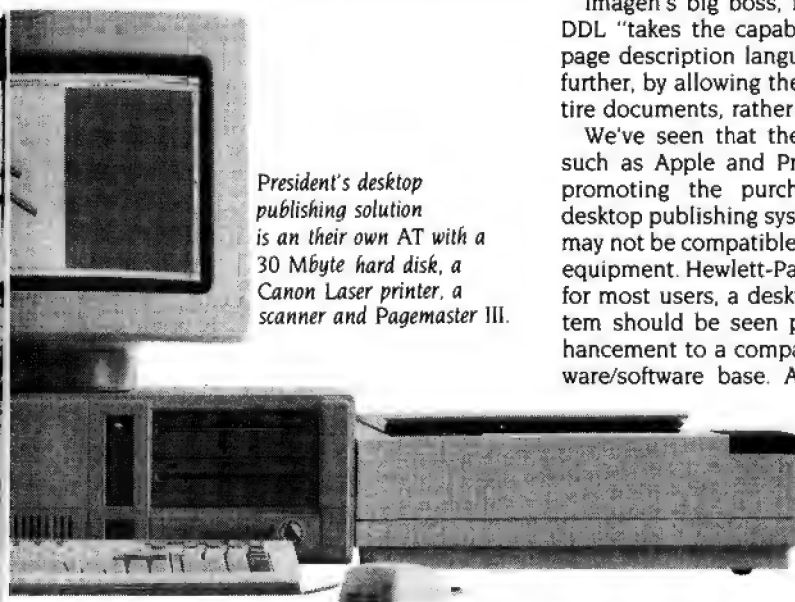 President's desktop
publishing solution
is an their own AT with a
30 Mbyte hard disk, a
Canon Laser printer, a
scanner and Pagemaster III.
Imagen's big boss,
DDL "takes the capab
page description langu
further, by allowing the
tire documents, rather
We've seen that the
such as Apple and Pr
promoting the purch
desktop publishing sys
may not be compatible
equipment. Hewlett-Pa
for most users, a deskt
tem should be seen p
hancement to a compa
ware/software base. A